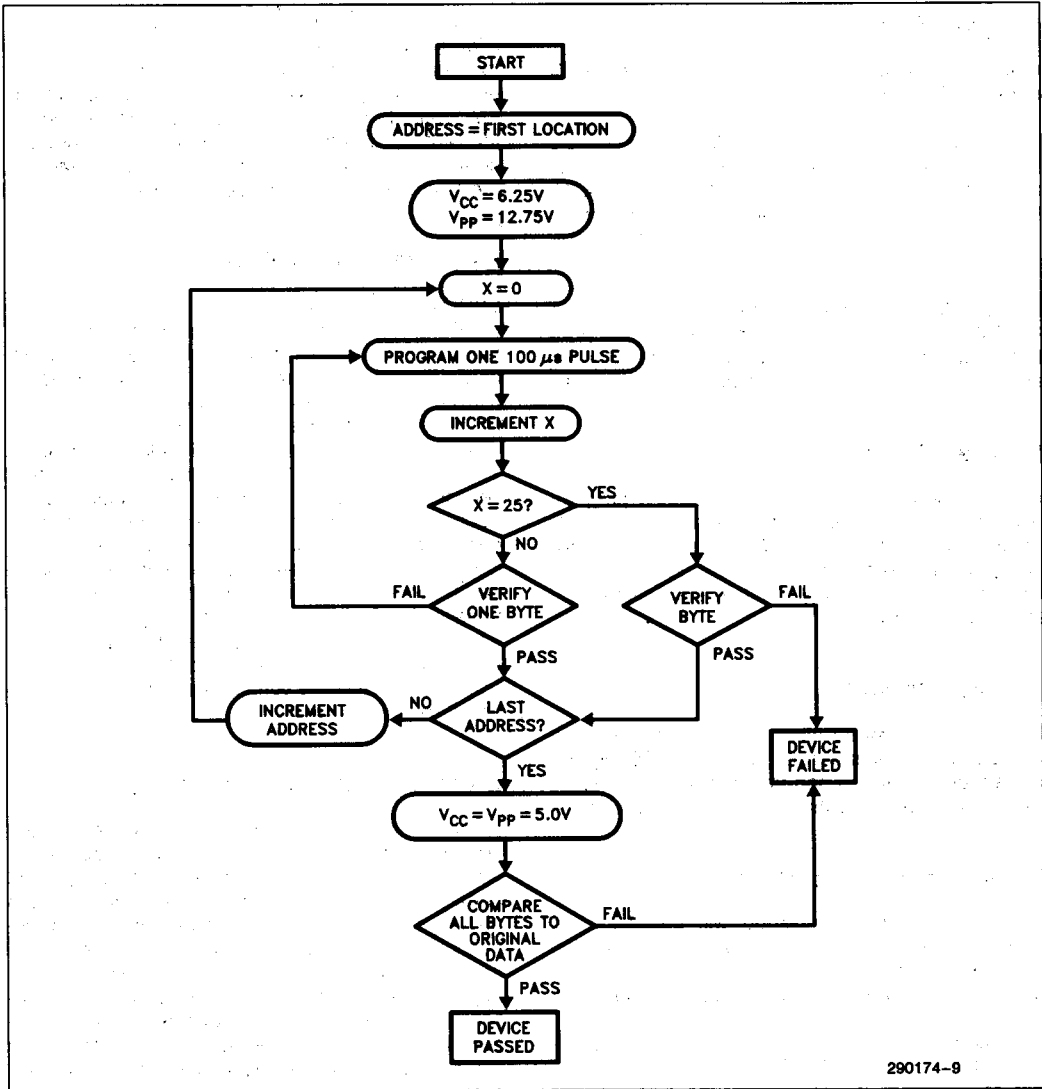 START
ADDRESS = FIRST LOCATION
VCC = 6.25V
VPP = 12.75V
X = 0
PROGRAM ONE 100 μs PULSE
INCREMENT X
X = 25?
YES
NO
FAIL
VERIFY
ONE BYTE
VERIFY
BYTE
FAIL
PASS
PASS
INCREMENT
ADDRESS
NO
LAST
ADDRESS?
DEVICE
FAILED
YES
VCC = VPP = 5.0V
COMPARE
ALL BYTES TO
ORIGINAL
DATA
FAIL
PASS
DEVICE
PASSED
290174-9